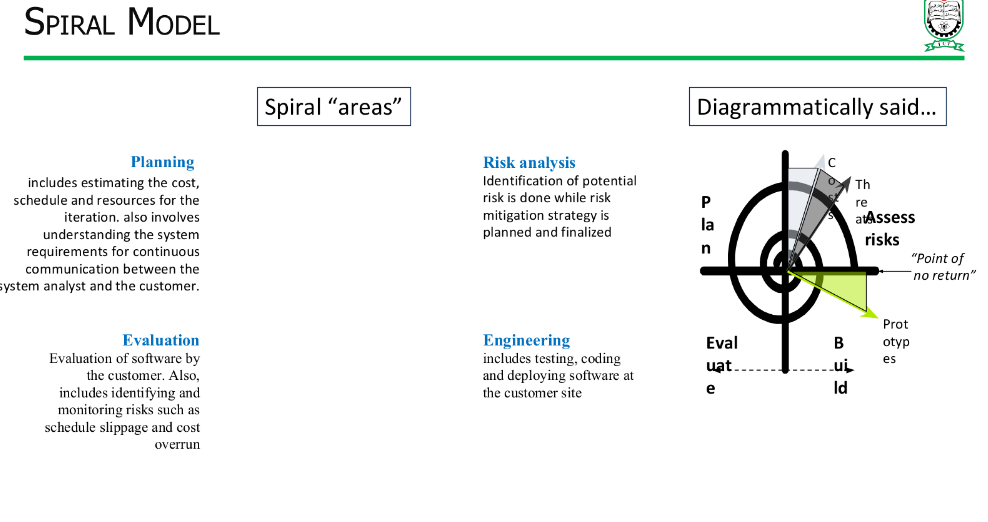 SPIRAL MODEL
Spiral “areas”
Diagrammatically said…
Planning
includes estimating the cost,
schedule and resources for the
iteration. also involves
understanding the system
requirements for continuous
communication between the
system analyst and the customer.
Risk analysis
Identification of potential
risk is done while risk
mitigation strategy is
planned and finalized
Evaluation
Evaluation of software by
the customer. Also,
includes identifying and
monitoring risks such as
schedule slippage and cost
overrun
Engineering
includes testing, coding
and deploying software at
the customer site
P
la
n
C
o
st
s
Th
re
ats
Assess
risks
“Point of
no return”
Prot
otyp
es
Eval
uat
e
B
ui
ld